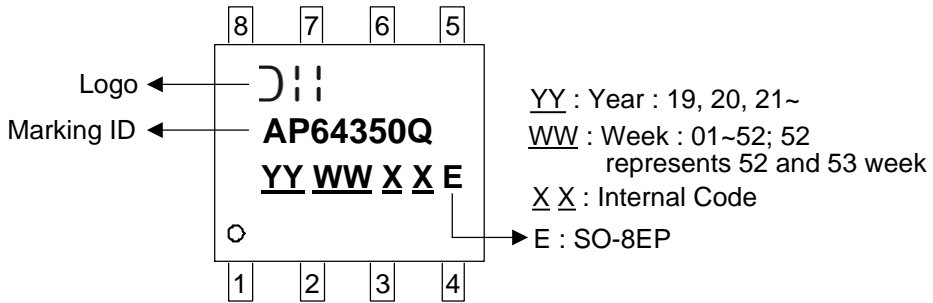 8 7 6 5
Logo
Marking ID
AP64350Q
YY WW X X E
1 2 3 4
YY : Year : 19, 20, 21~
WW : Week : 01~52; 52
represents 52 and 53 week
X X : Internal Code
E : SO-8EP